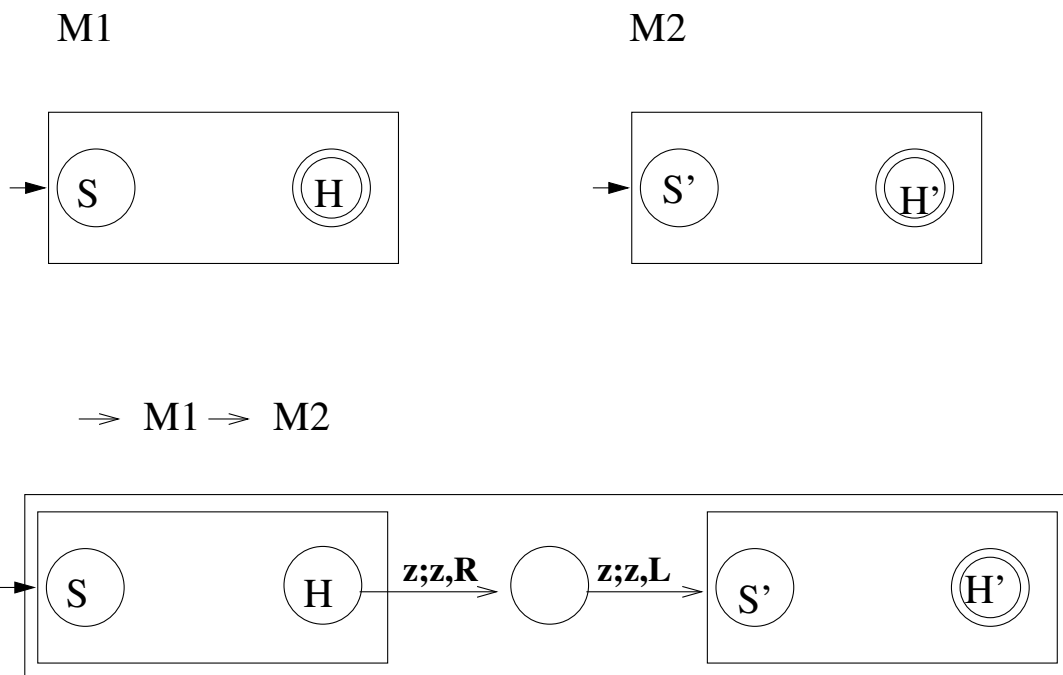 M1 M2
S H S’ H’
→ M1 → M2
S H z;z,R z;z,L S’ H’